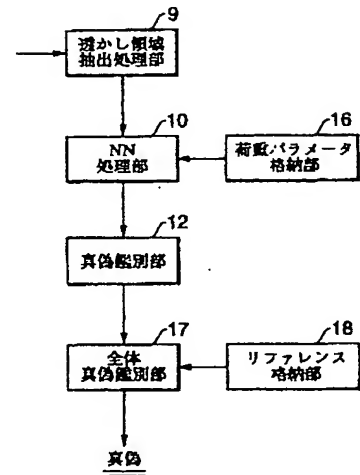 9
透かし領域
抽出処理部
10
NN
処理部
16
荷重パラメータ
格納部
12
真偽鑑別部
17
全体
真偽鑑別部
18
リファレンス
格納部
真偽